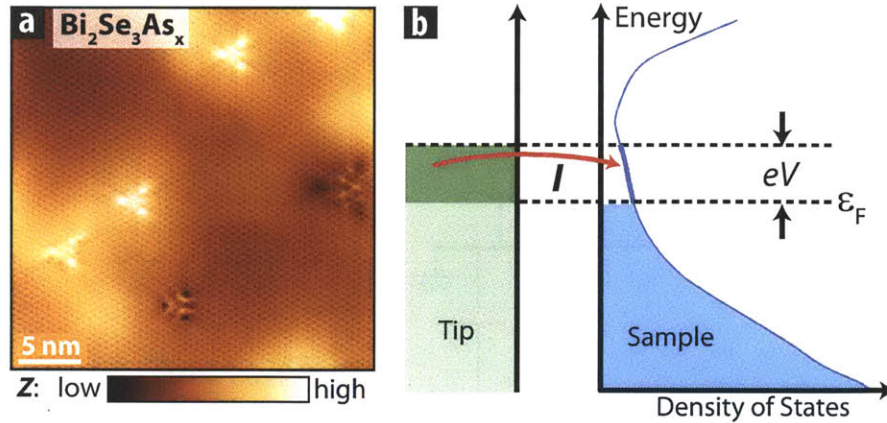 a
Bi₂Se₃Asₓ
5 nm
Z: low high
b
Energy
I
eV
εF
Tip
Sample
Density of States